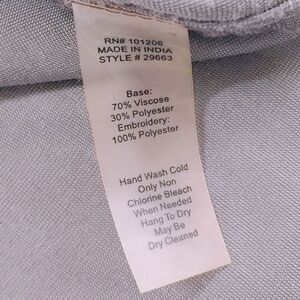 RN# 101206
MADE IN INDIA
STYLE # 29663
Base:
70% Viscose
30% Polyester
Embroidery:
100% Polyester
Hand Wash Cold
Only Non
Chlorine Bleach
When Needed
Hang To Dry
May Be
Dry Cleaned